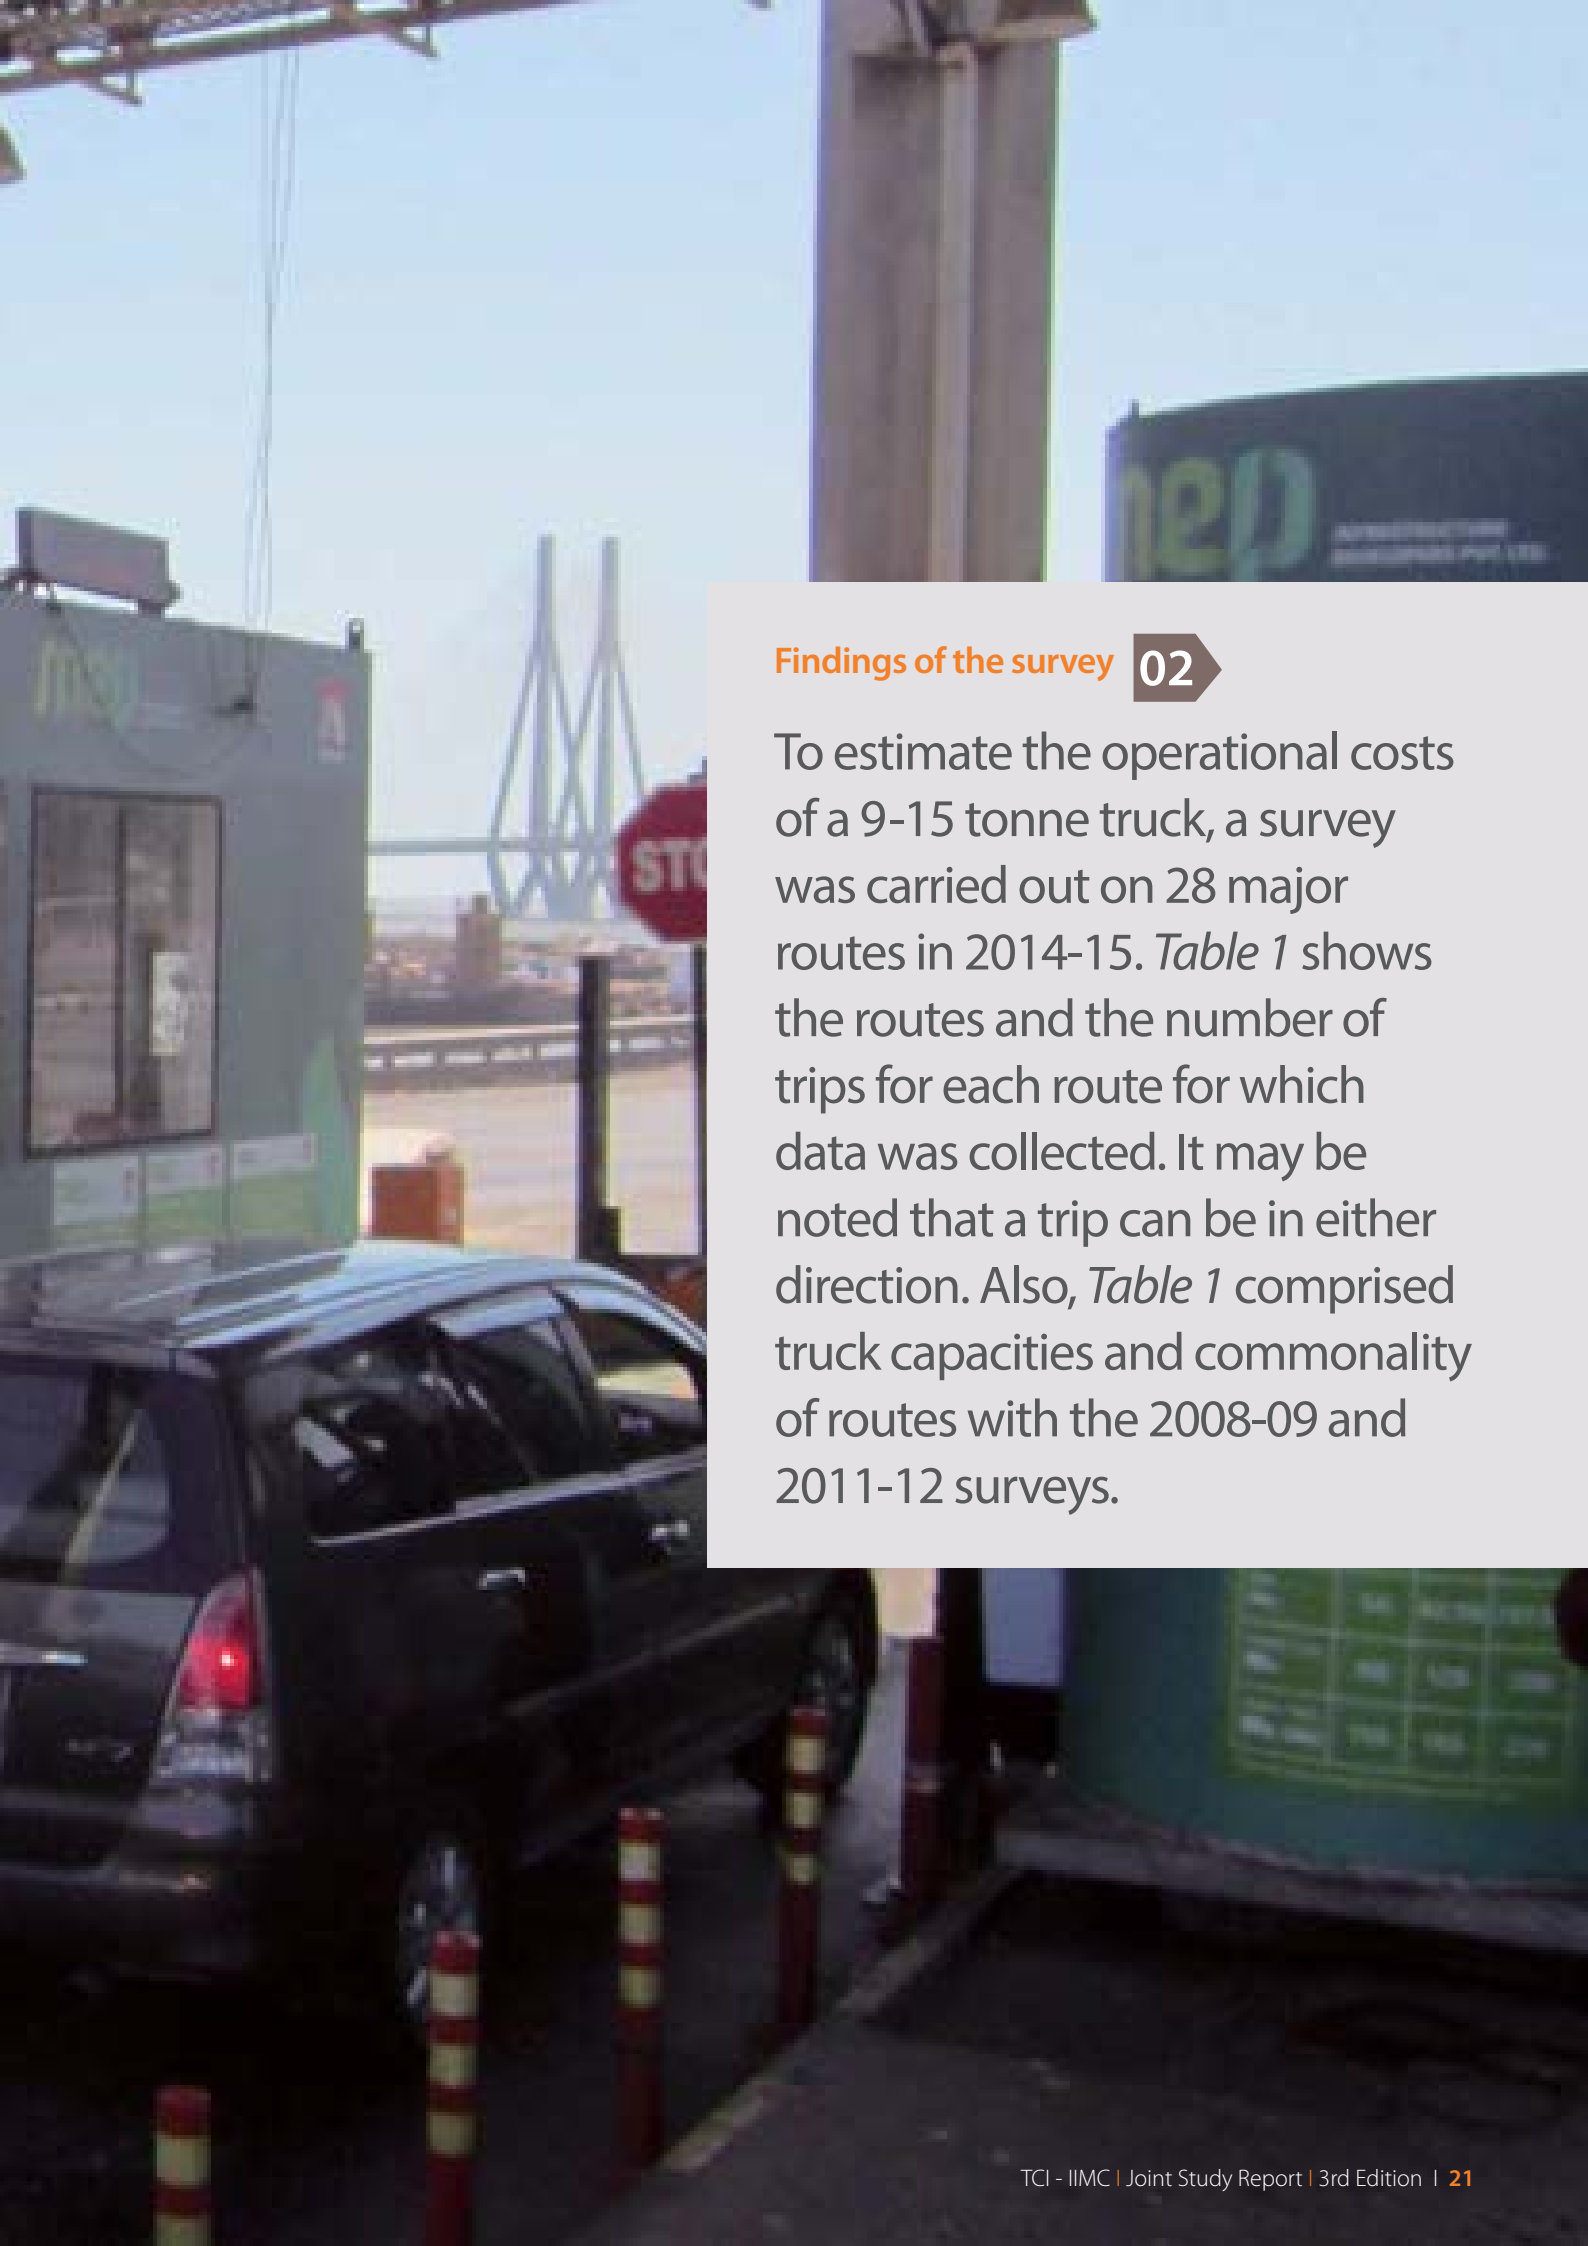 mep
Findings of the survey 02
To estimate the operational costs
of a 9-15 tonne truck, a survey
was carried out on 28 major
routes in 2014-15. Table 1 shows
the routes and the number of
trips for each route for which
data was collected. It may be
noted that a trip can be in either
direction. Also, Table 1 comprised
truck capacities and commonality
of routes with the 2008-09 and
2011-12 surveys.
TCI - IIMC I Joint Study Report I 3rd Edition I 21